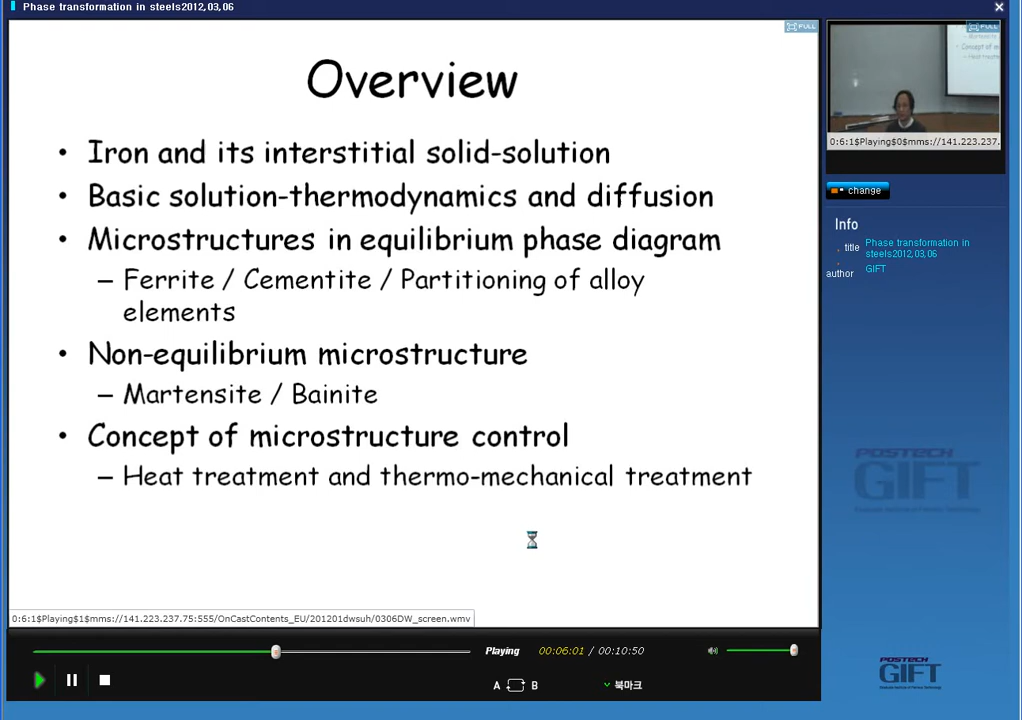 Phase transformation in steels2012,03,06
FULL
Overview
• Iron and its interstitial solid-solution
• Basic solution-thermodynamics and diffusion
• Microstructures in equilibrium phase diagram
– Ferrite / Cementite / Partitioning of alloy
elements
• Non-equilibrium microstructure
– Martensite / Bainite
• Concept of microstructure control
– Heat treatment and thermo-mechanical treatment
0:6:1$Playing$1$mms://141.223.237.75:555/OnCastContents_EU/201201dwsuh/0306DW_screen.wmv
Playing
00:06:01 / 00:10:50
A B
북마크
FULL
0:6:1$Playing$0$mms://141.223.237.
change
Info
title Phase transformation in
steels2012,03,06
author GIFT
POSTECH
GIFT
POSTECH
GIFT